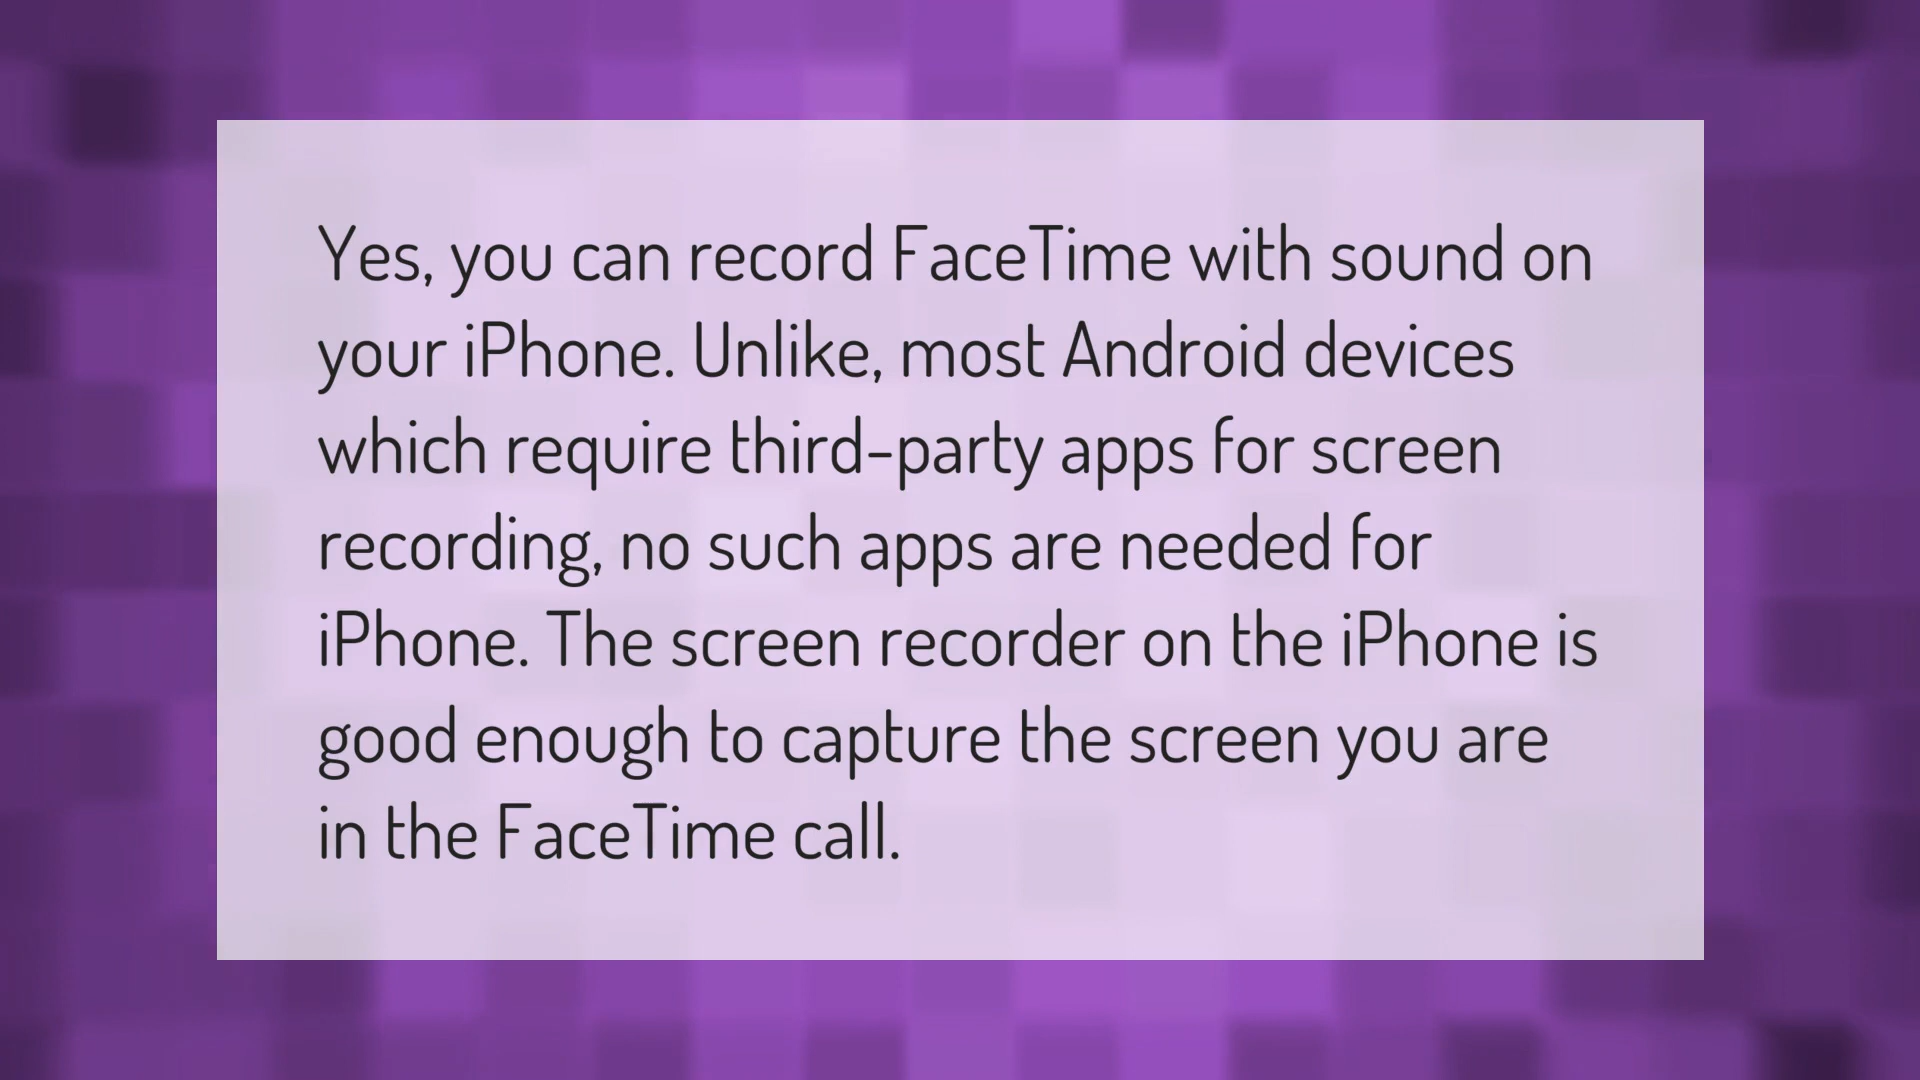 Yes, you can record FaceTime with sound on
your iPhone. Unlike, most Android devices
which require third-party apps for screen
recording, no such apps are needed for
iPhone. The screen recorder on the iPhone is
good enough to capture the screen you are
in the FaceTime call.